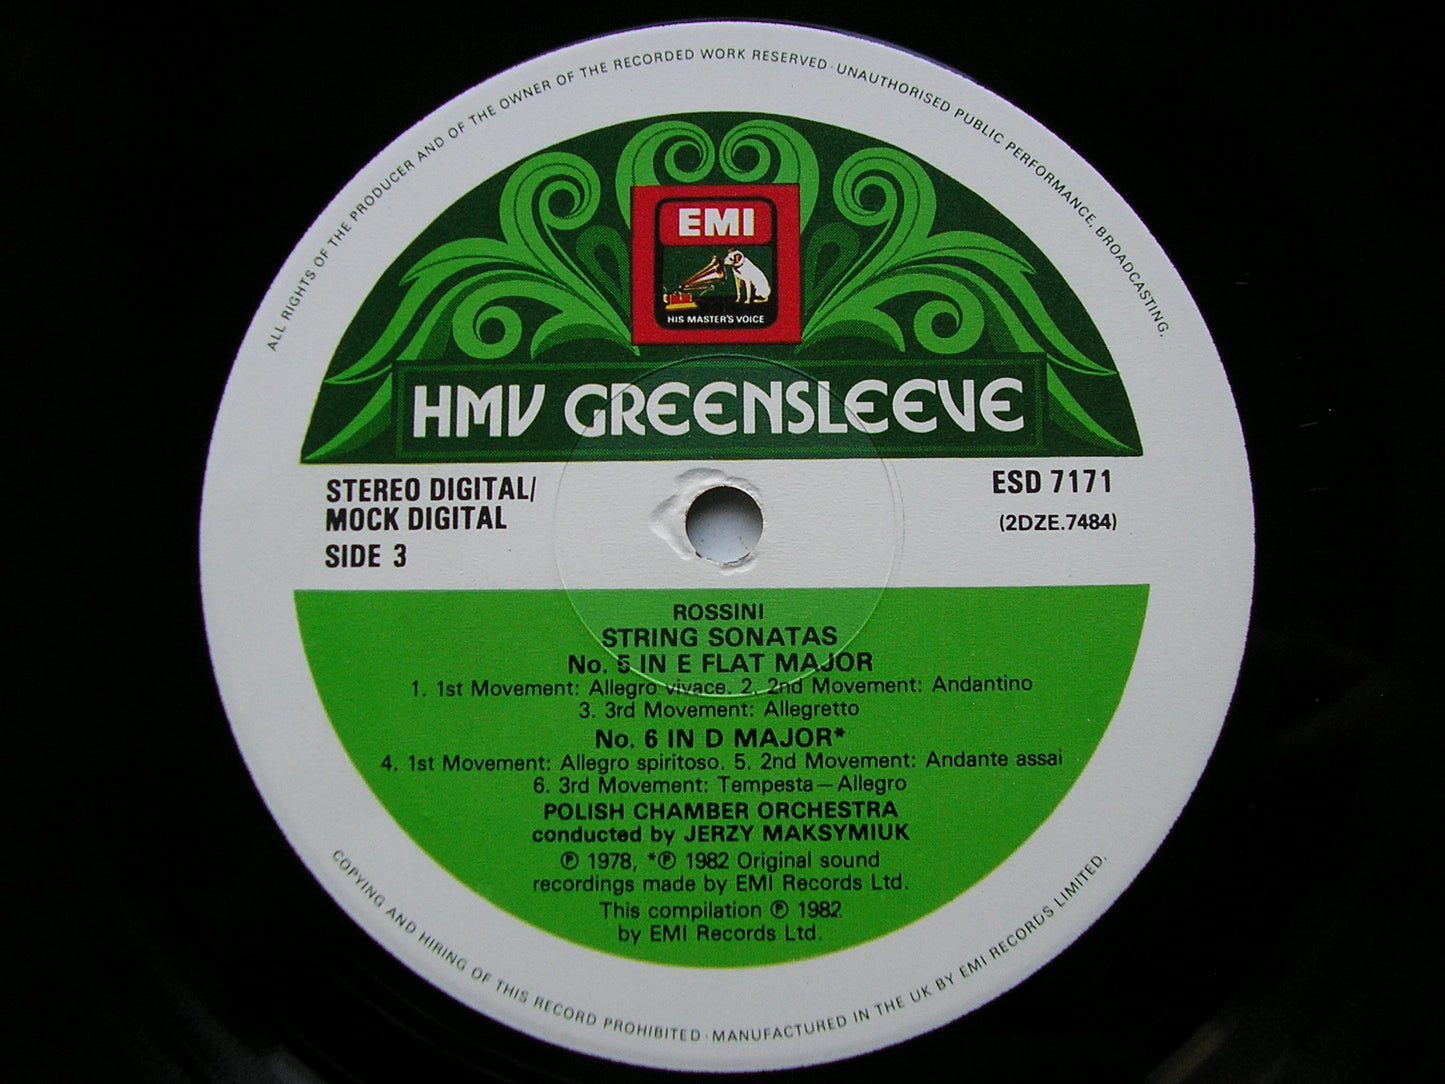 ALL RIGHTS OF THE PRODUCER AND OF THE OWNER OF THE RECORDED WORK RESERVED · UNAUTHORISED PUBLIC PERFORMANCE, BROADCASTING,
EMI
HIS MASTER'S VOICE
HMV GREENSLEEVE
STEREO DIGITAL/
MOCK DIGITAL
SIDE 3
ESD 7171
(2DZE.7484)
ROSSINI
STRING SONATAS
No. 5 IN E FLAT MAJOR
1. 1st Movement: Allegro vivace. 2. 2nd Movement: Andantino
3. 3rd Movement: Allegretto
No. 6 IN D MAJOR*
4. 1st Movement: Allegro spiritoso. 5. 2nd Movement: Andante assai
6. 3rd Movement: Tempesta—Allegro
POLISH CHAMBER ORCHESTRA
conducted by JERZY MAKSYMIUK
℗ 1978, *℗ 1982 Original sound
recordings made by EMI Records Ltd.
This compilation ℗ 1982
by EMI Records Ltd.
COPYING AND HIRING OF THIS RECORD PROHIBITED · MANUFACTURED IN THE UK BY EMI RECORDS LIMITED.